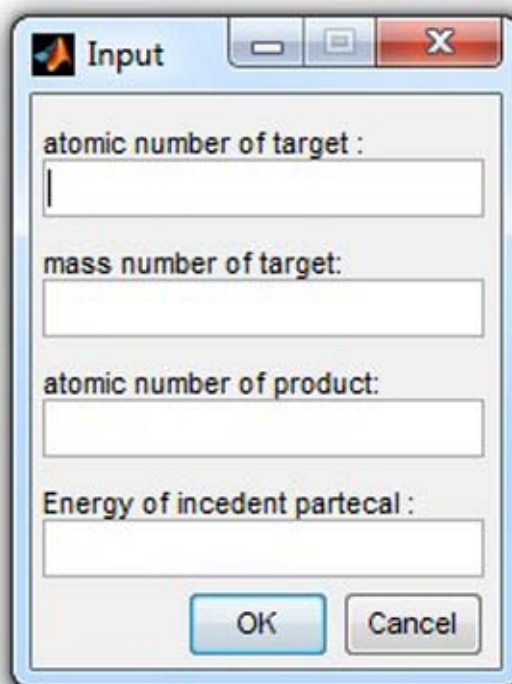 Input
atomic number of target :
mass number of target:
atomic number of product:
Energy of incedent partecal :
OK Cancel